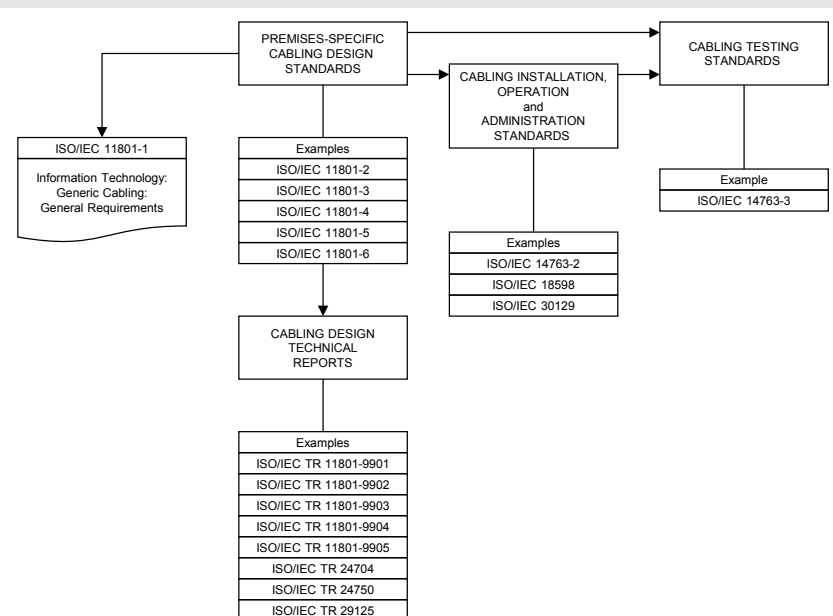 PREMISES-SPECIFIC
CABLING DESIGN
STANDARDS
CABLING TESTING
STANDARDS
CABLING INSTALLATION,
OPERATION
and
ADMINISTRATION
STANDARDS
ISO/IEC 11801-1
Information Technology:
Generic Cabling:
General Requirements
Examples
ISO/IEC 11801-2
ISO/IEC 11801-3
ISO/IEC 11801-4
ISO/IEC 11801-5
ISO/IEC 11801-6
Example
ISO/IEC 14763-3
Examples
ISO/IEC 14763-2
ISO/IEC 18598
ISO/IEC 30129
CABLING DESIGN
TECHNICAL
REPORTS
Examples
ISO/IEC TR 11801-9901
ISO/IEC TR 11801-9902
ISO/IEC TR 11801-9903
ISO/IEC TR 11801-9904
ISO/IEC TR 11801-9905
ISO/IEC TR 24704
ISO/IEC TR 24750
ISO/IEC TR 29125